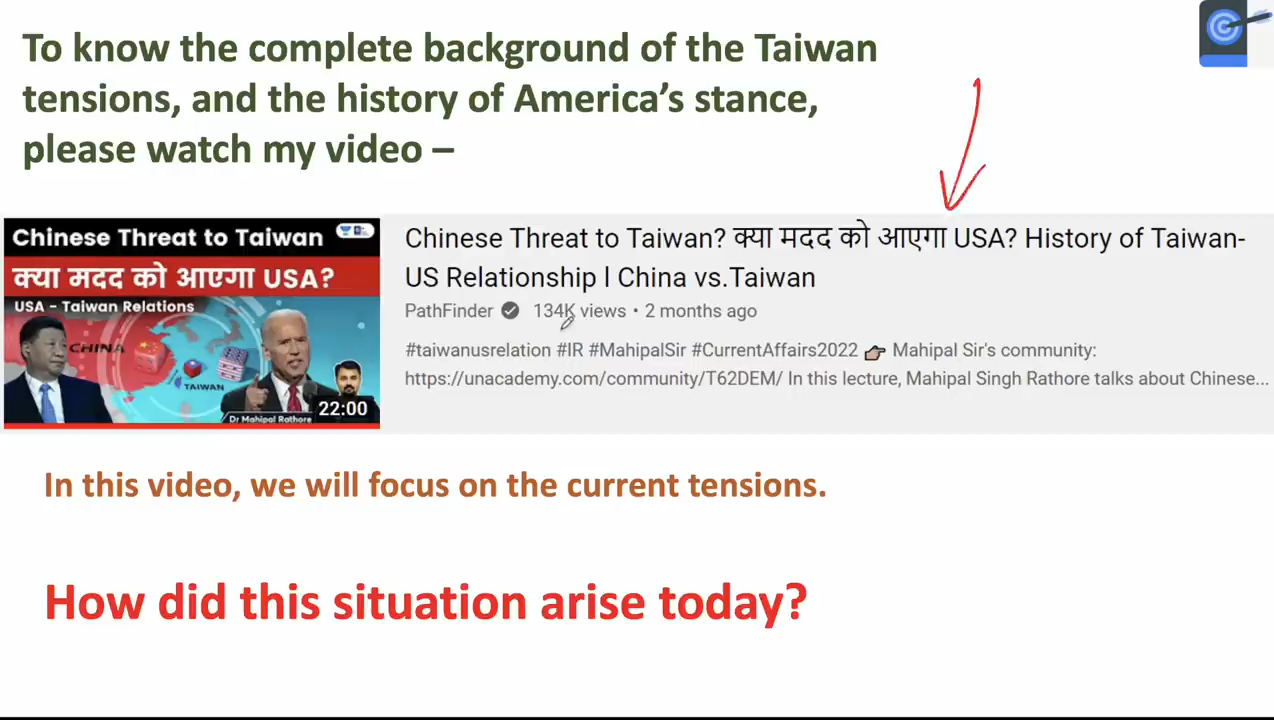 To know the complete background of the Taiwan
tensions, and the history of America’s stance,
please watch my video –
Chinese Threat to Taiwan
क्या मदद को आएगा USA?
USA - Taiwan Relations
CHINA
TAIWAN
Dr Mahipal Rathore
22:00
Chinese Threat to Taiwan? क्या मदद को आएगा USA? History of Taiwan-
US Relationship l China vs.Taiwan
PathFinder 134K views • 2 months ago
#taiwanusrelation #IR #MahipalSir #CurrentAffairs2022 👉 Mahipal Sir's community:
https://unacademy.com/community/T62DEM/ In this lecture, Mahipal Singh Rathore talks about Chinese...
In this video, we will focus on the current tensions.
How did this situation arise today?